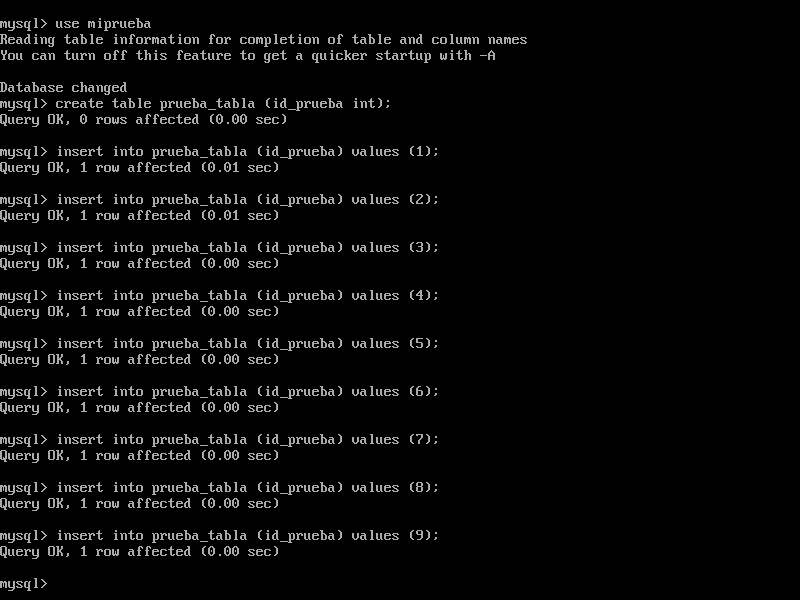 mysql> use miprueba
Reading table information for completion of table and column names
You can turn off this feature to get a quicker startup with -A
Database changed
mysql> create table prueba_tabla (id_prueba int);
Query OK, 0 rows affected (0.00 sec)
mysql> insert into prueba_tabla (id_prueba) values (1);
Query OK, 1 row affected (0.01 sec)
mysql> insert into prueba_tabla (id_prueba) values (2);
Query OK, 1 row affected (0.01 sec)
mysql> insert into prueba_tabla (id_prueba) values (3);
Query OK, 1 row affected (0.00 sec)
mysql> insert into prueba_tabla (id_prueba) values (4);
Query OK, 1 row affected (0.00 sec)
mysql> insert into prueba_tabla (id_prueba) values (5);
Query OK, 1 row affected (0.00 sec)
mysql> insert into prueba_tabla (id_prueba) values (6);
Query OK, 1 row affected (0.00 sec)
mysql> insert into prueba_tabla (id_prueba) values (7);
Query OK, 1 row affected (0.00 sec)
mysql> insert into prueba_tabla (id_prueba) values (8);
Query OK, 1 row affected (0.00 sec)
mysql> insert into prueba_tabla (id_prueba) values (9);
Query OK, 1 row affected (0.00 sec)
mysql>